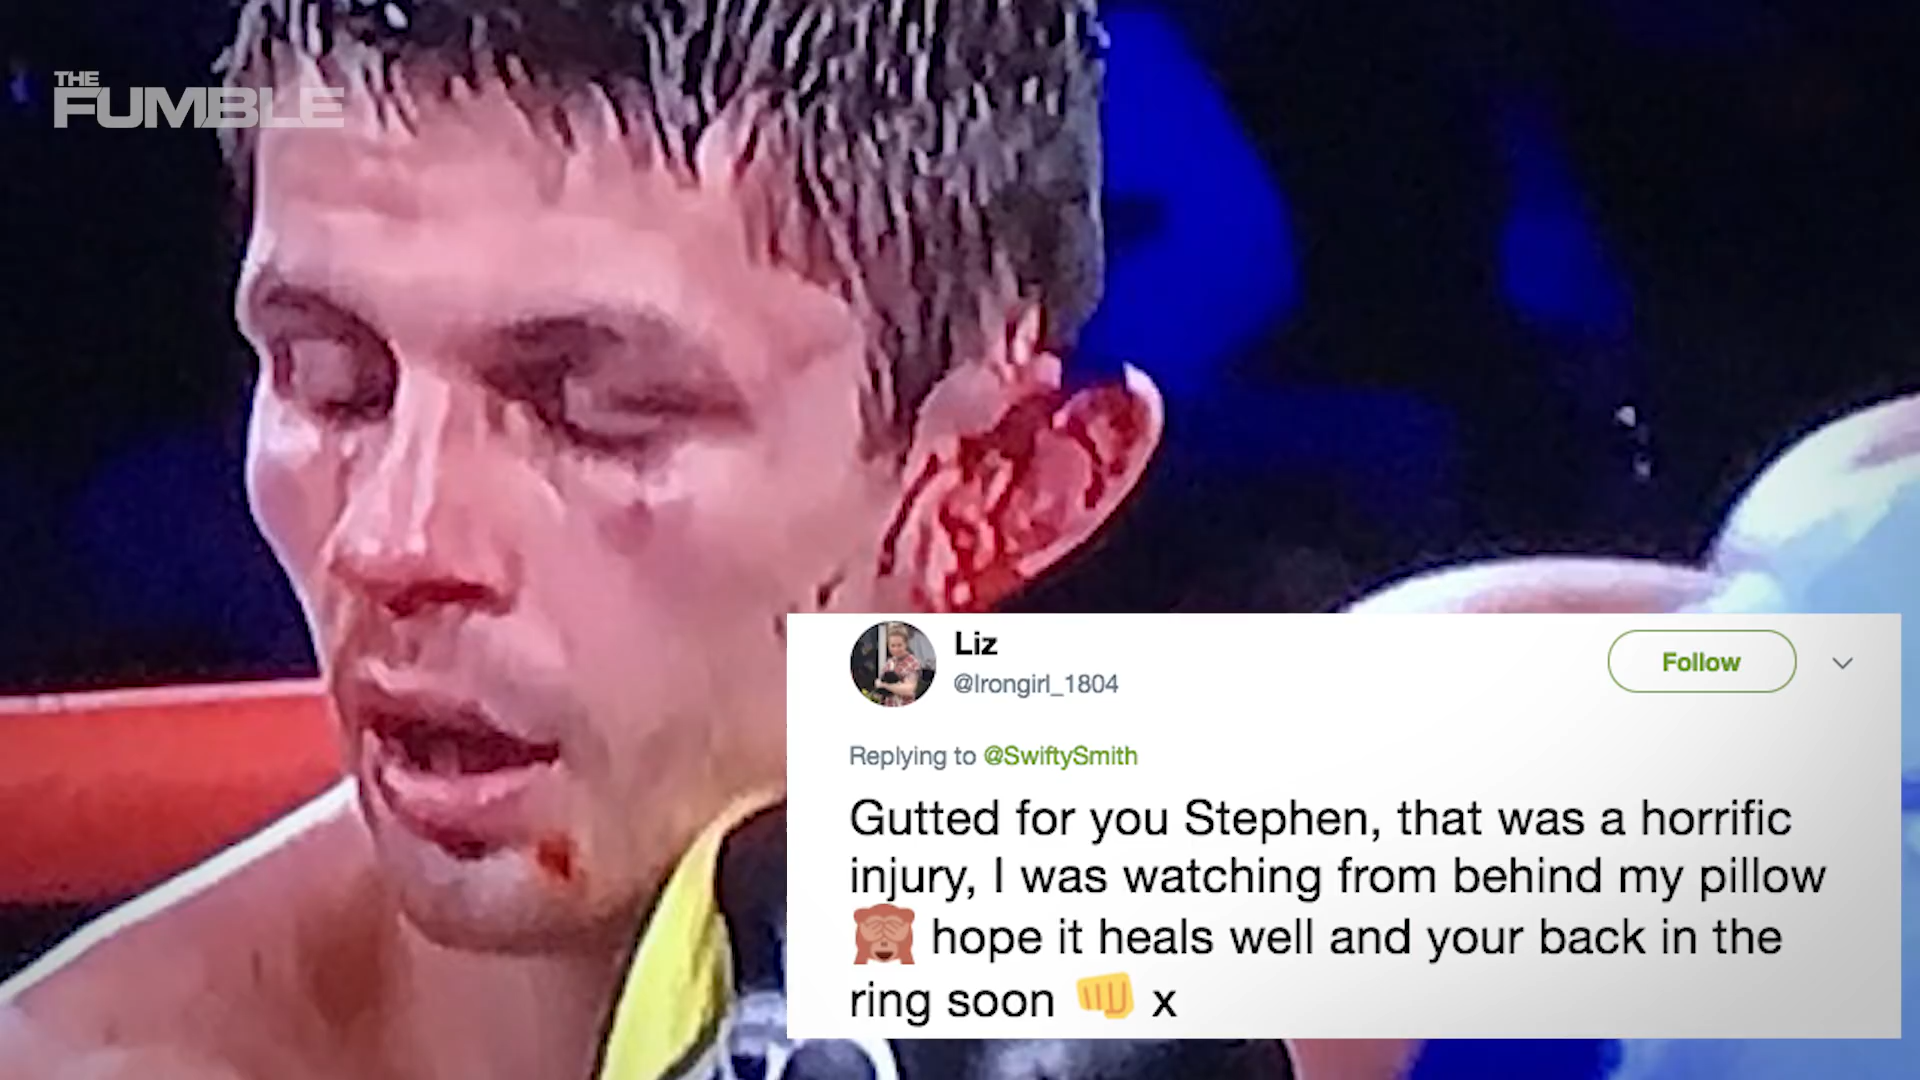 THE
FUMBLE
Liz
@Irongirl_1804
Follow
Replying to @SwiftySmith
Gutted for you Stephen, that was a horrific
injury, I was watching from behind my pillow
🙈 hope it heals well and your back in the
ring soon 👊 x